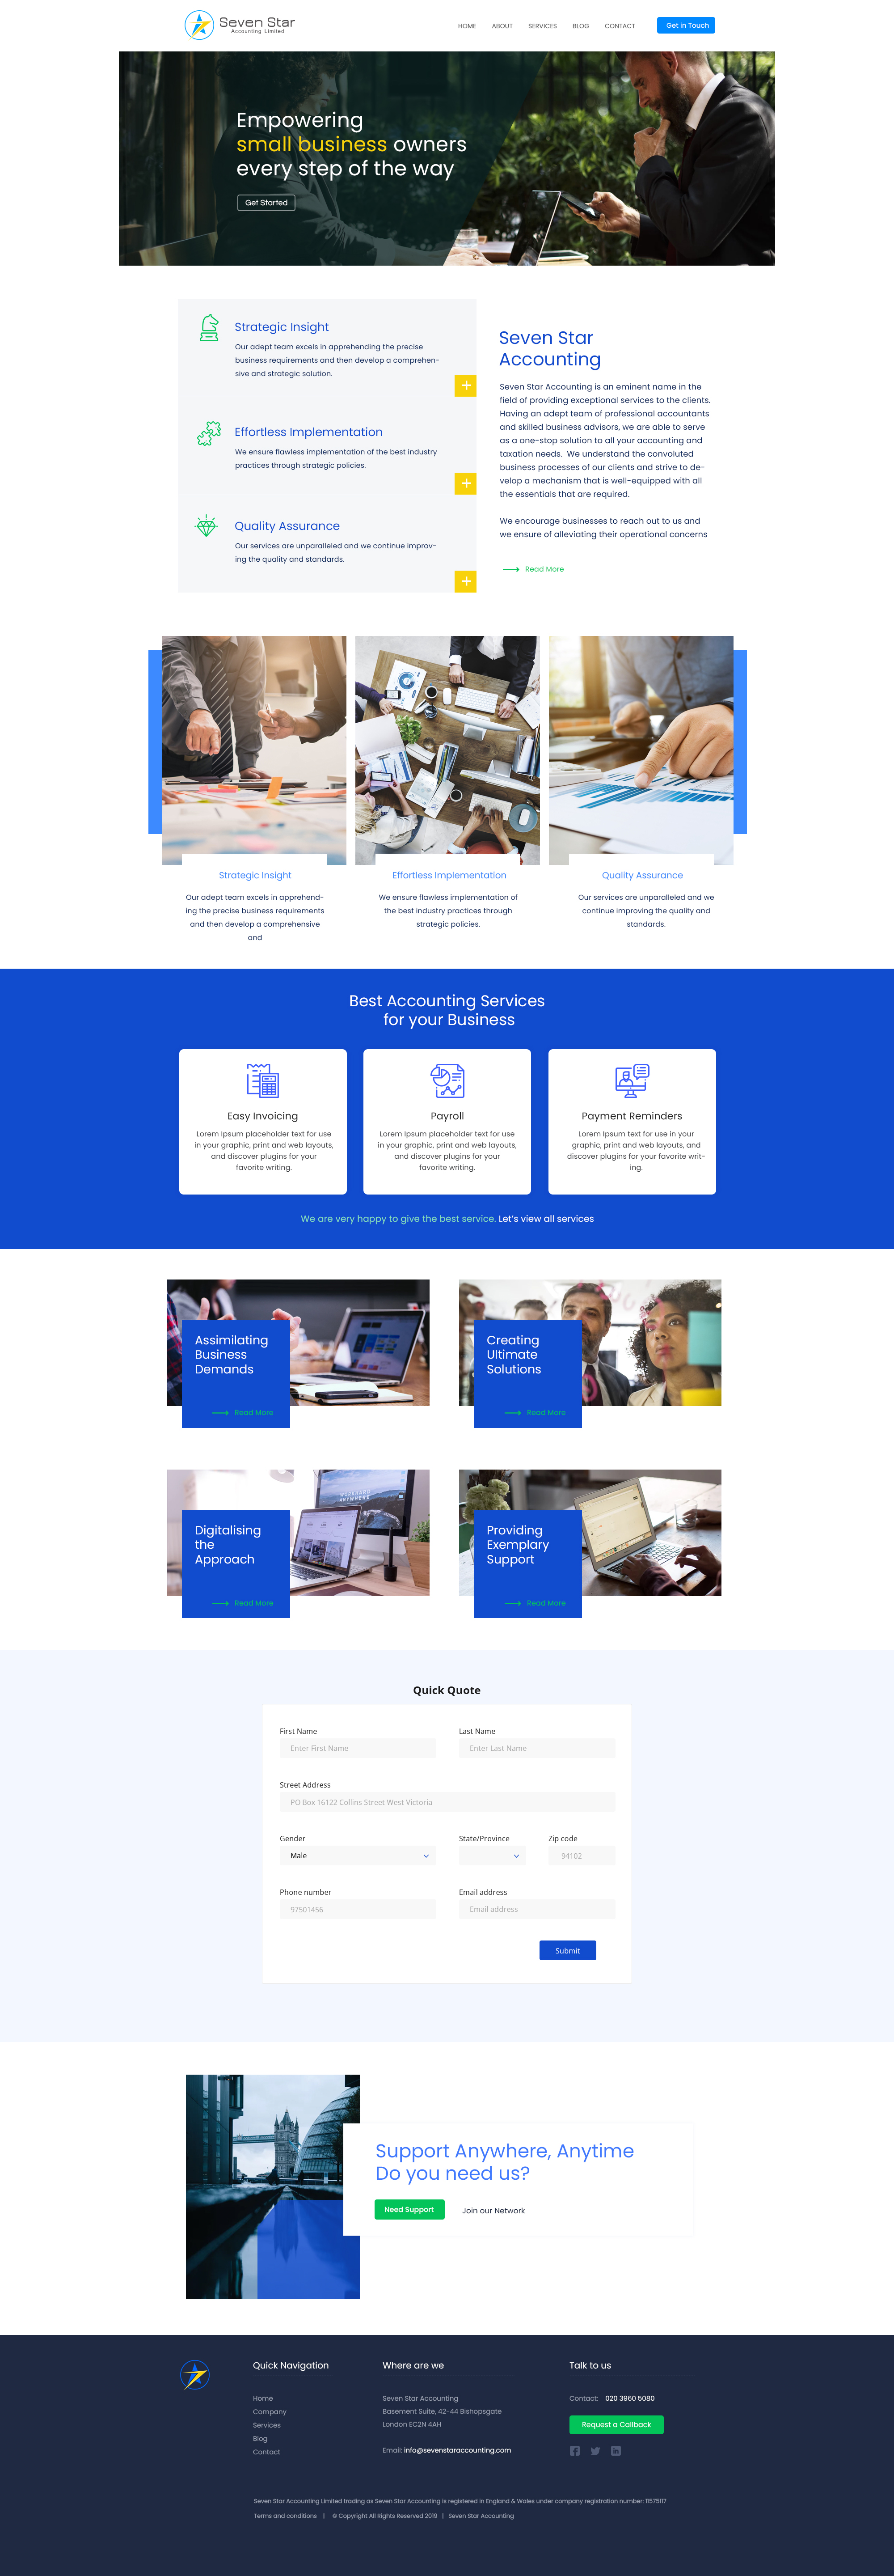 Seven Star
Accounting Limited
HOME ABOUT SERVICES BLOG CONTACT Get in Touch
Empowering
small business owners
every step of the way
Get Started
Strategic Insight
Our adept team excels in apprehending the precise
business requirements and then develop a comprehen-
sive and strategic solution.
+
Effortless Implementation
We ensure flawless implementation of the best industry
practices through strategic policies.
+
Quality Assurance
Our services are unparalleled and we continue improv-
ing the quality and standards.
+
Seven Star
Accounting
Seven Star Accounting is an eminent name in the
field of providing exceptional services to the clients.
Having an adept team of professional accountants
and skilled business advisors, we are able to serve
as a one-stop solution to all your accounting and
taxation needs. We understand the convoluted
business processes of our clients and strive to de-
velop a mechanism that is well-equipped with all
the essentials that are required.
We encourage businesses to reach out to us and
we ensure of alleviating their operational concerns
Read More
Strategic Insight
Our adept team excels in apprehend-
ing the precise business requirements
and then develop a comprehensive
and
Effortless Implementation
We ensure flawless implementation of
the best industry practices through
strategic policies.
Quality Assurance
Our services are unparalleled and we
continue improving the quality and
standards.
Best Accounting Services
for your Business
Easy Invoicing
Lorem Ipsum placeholder text for use
in your graphic, print and web layouts,
and discover plugins for your
favorite writing.
Payroll
Lorem Ipsum placeholder text for use
in your graphic, print and web layouts,
and discover plugins for your
favorite writing.
Payment Reminders
Lorem Ipsum text for use in your
graphic, print and web layouts, and
discover plugins for your favorite writ-
ing.
We are very happy to give the best service. Let's view all services
Assimilating
Business
Demands
Read More
Creating
Ultimate
Solutions
Read More
Digitalising
the
Approach
Read More
Providing
Exemplary
Support
Read More
Quick Quote
First Name
Enter First Name
Last Name
Enter Last Name
Street Address
PO Box 16122 Collins Street West Victoria
Gender
Male
State/Province
Zip code
94102
Phone number
97501456
Email address
Email address
Submit
Support Anywhere, Anytime
Do you need us?
Need Support
Join our Network
Quick Navigation
Home
Company
Services
Blog
Contact
Where are we
Seven Star Accounting
Basement Suite, 42-44 Bishopsgate
London EC2N 4AH
Email: info@sevenstaraccounting.com
Talk to us
Contact: 020 3960 5080
Request a Callback
Seven Star Accounting Limited trading as Seven Star Accounting is registered in England & Wales under company registration number: 11575117
Terms and conditions | © Copyright All Rights Reserved 2019 | Seven Star Accounting